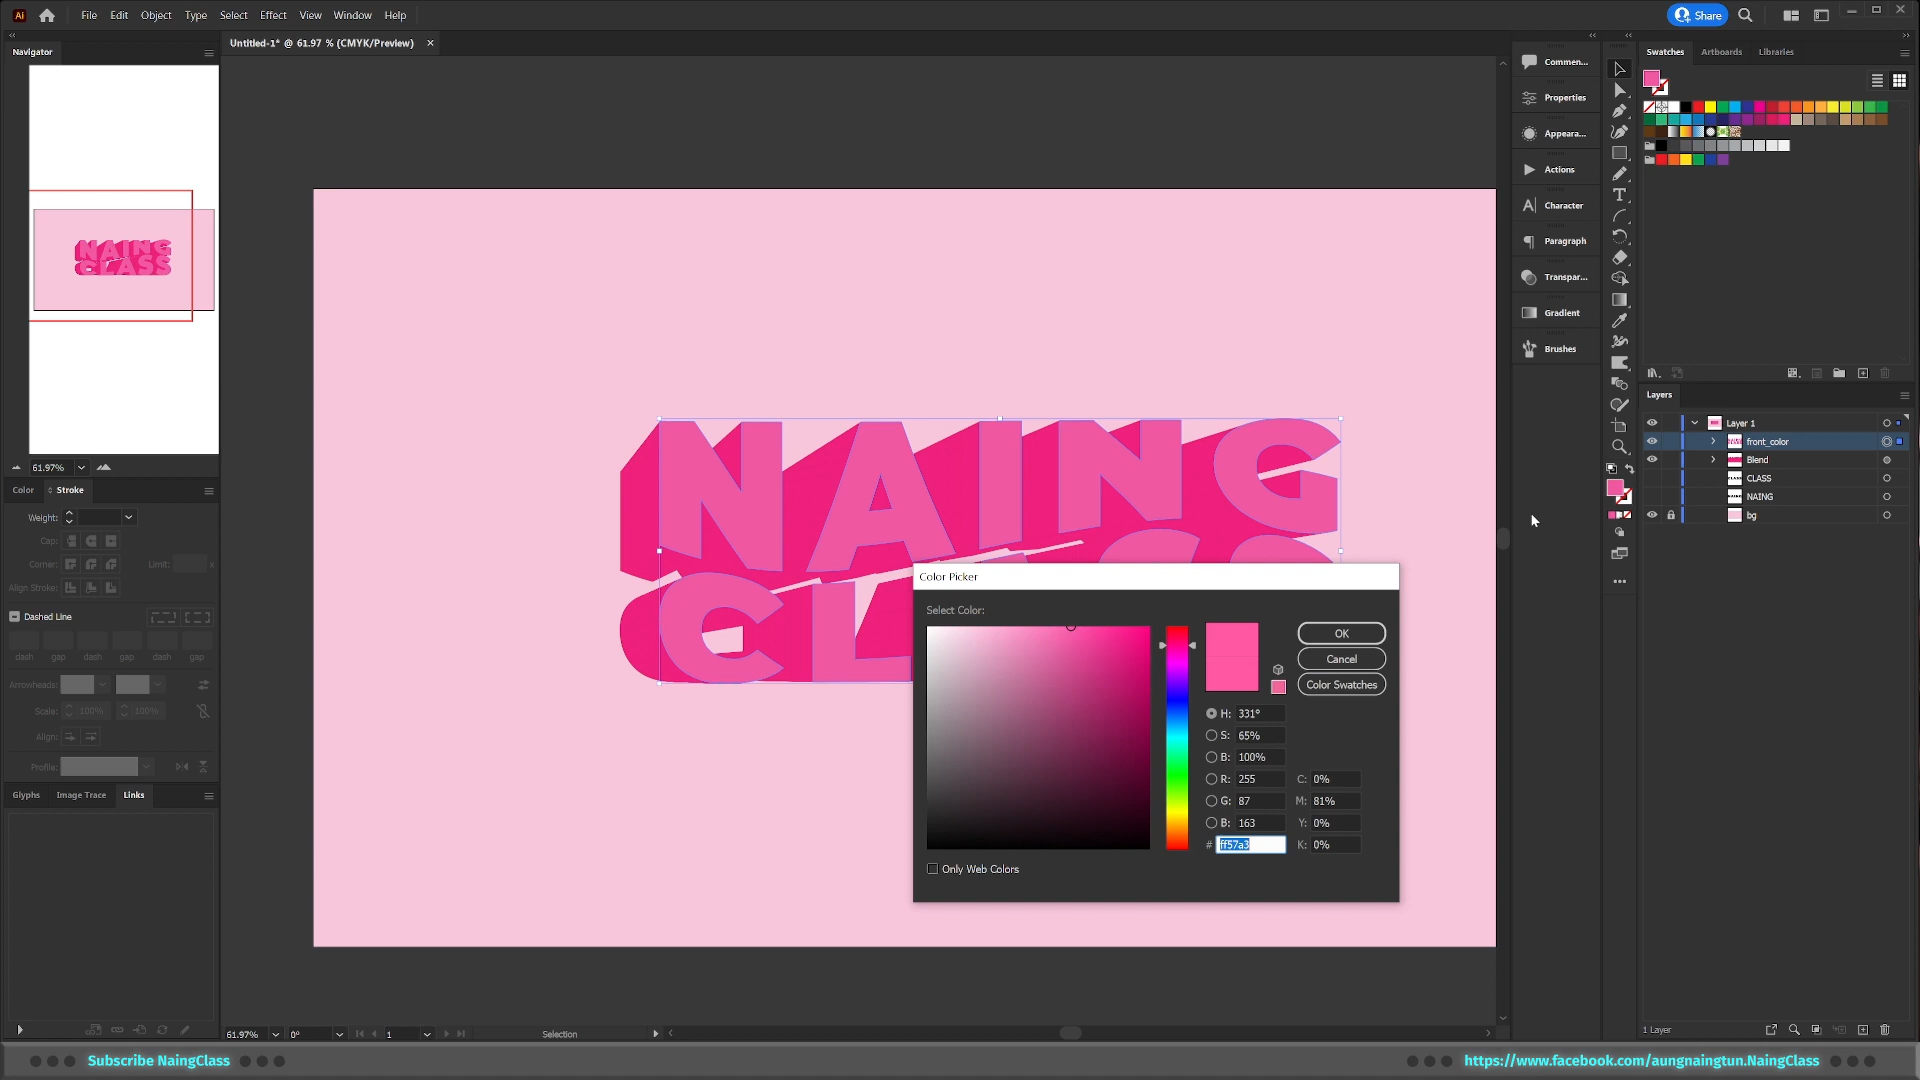 Ai
File Edit Object Type Select Effect View Window Help
Share
Navigator
Untitled-1* @ 61.97 % (CMYK/Preview)
Commen...
Properties
Appeara...
Actions
Character
Paragraph
Transpar...
Gradient
Brushes
Swatches Artboards Libraries
NAING
CLASS
61.97%
Color Stroke
Weight:
Cap:
Corner: Limit: x
Align Stroke:
Dashed Line
dash gap dash gap dash gap
Arrowheads:
Scale: 100% 100%
Align:
Profile:
Glyphs Image Trace Links
NAING
CL
Color Picker
Select Color:
OK
Cancel
Color Swatches
H: 331°
S: 65%
B: 100%
R: 255 C: 0%
G: 87 M: 81%
B: 163 Y: 0%
# ff57a3 K: 0%
Only Web Colors
Layers
Layer 1
front_color
Blend
CLASS
NAING
bg
61.97% 0° 1 Selection
1 Layer
Subscribe NaingClass
https://www.facebook.com/aungnaingtun.NaingClass